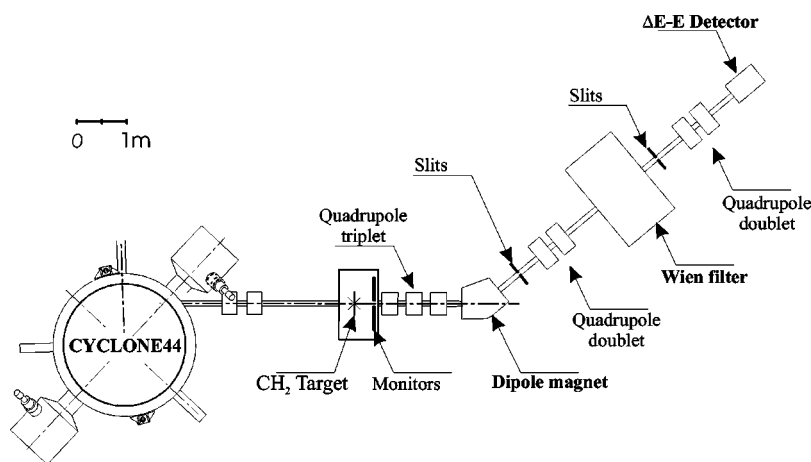 ΔE-E Detector
Slits
0 1m
Slits
Quadrupole
doublet
Quadrupole
triplet
Wien filter
Quadrupole
doublet
CYCLONE44
CH₂ Target
Monitors
Dipole magnet